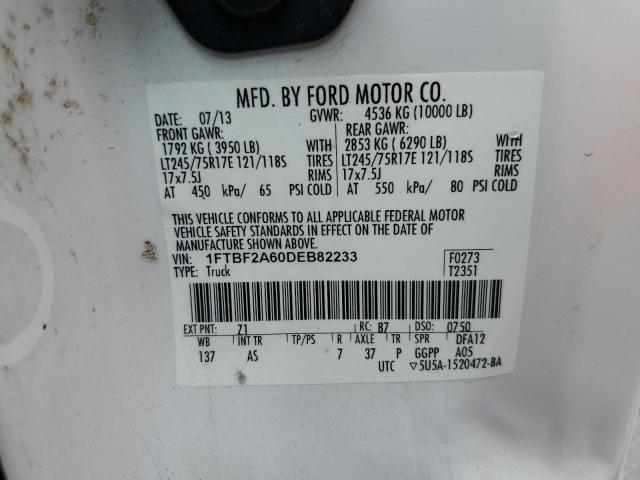 MFD. BY FORD MOTOR CO.
DATE: 07/13 GVWR: 4536 KG (10000 LB)
FRONT GAWR: REAR GAWR:
1792 KG ( 3950 LB) WITH 2853 KG ( 6290 LB) WITH
LT245/75R17E 121/118S TIRES LT245/75R17E 121/118S TIRES
17x7.5J RIMS 17x7.5J RIMS
AT 450 kPa/ 65 PSI COLD AT 550 kPa/ 80 PSI COLD
THIS VEHICLE CONFORMS TO ALL APPLICABLE FEDERAL MOTOR
VEHICLE SAFETY STANDARDS IN EFFECT ON THE DATE OF
MANUFACTURE SHOWN ABOVE.
VIN: 1FTBF2A60DEB82233 F0273
TYPE: Truck T2351
EXT PNT: Z1 RC: 87 DSO: 0750
WB INT TR TP/PS R AXLE TR SPR DFA12
137 AS 7 37 P GGPP A05
UTC ▽5U5A-1520472-BA